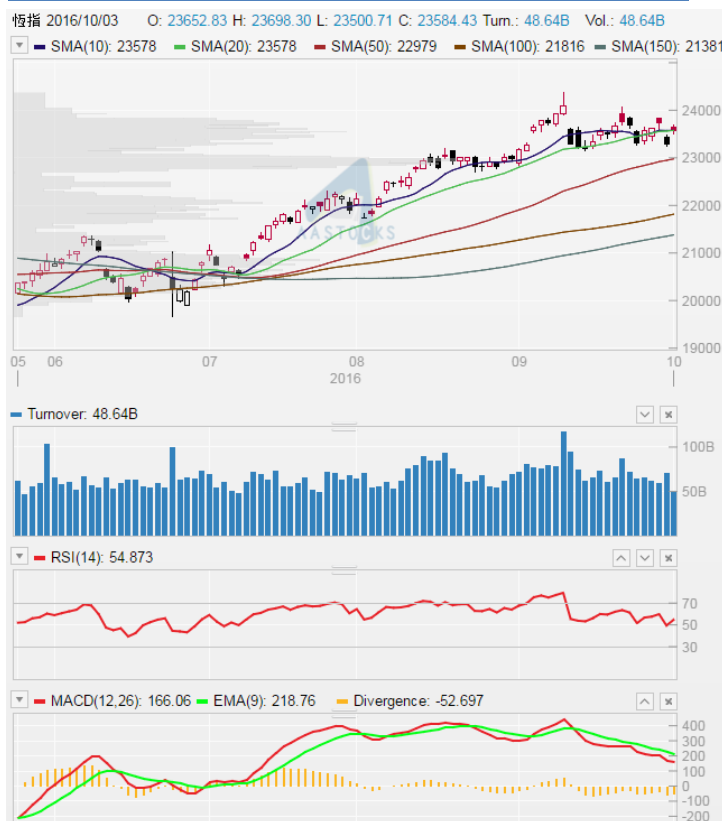 恆指 2016/10/03 O: 23652.83 H: 23698.30 L: 23500.71 C: 23584.43 Turn.: 48.64B Vol.: 48.64B
SMA(10): 23578 SMA(20): 23578 SMA(50): 22979 SMA(100): 21816 SMA(150): 21381
24000
23000
22000
AASTOCKS
21000
20000
19000
05 06 07 08 09 10
2016
Turnover: 48.64B
100B
50B
RSI(14): 54.873
70
50
30
MACD(12,26): 166.06 EMA(9): 218.76 Divergence: -52.697
400
300
200
100
0
-100
-200